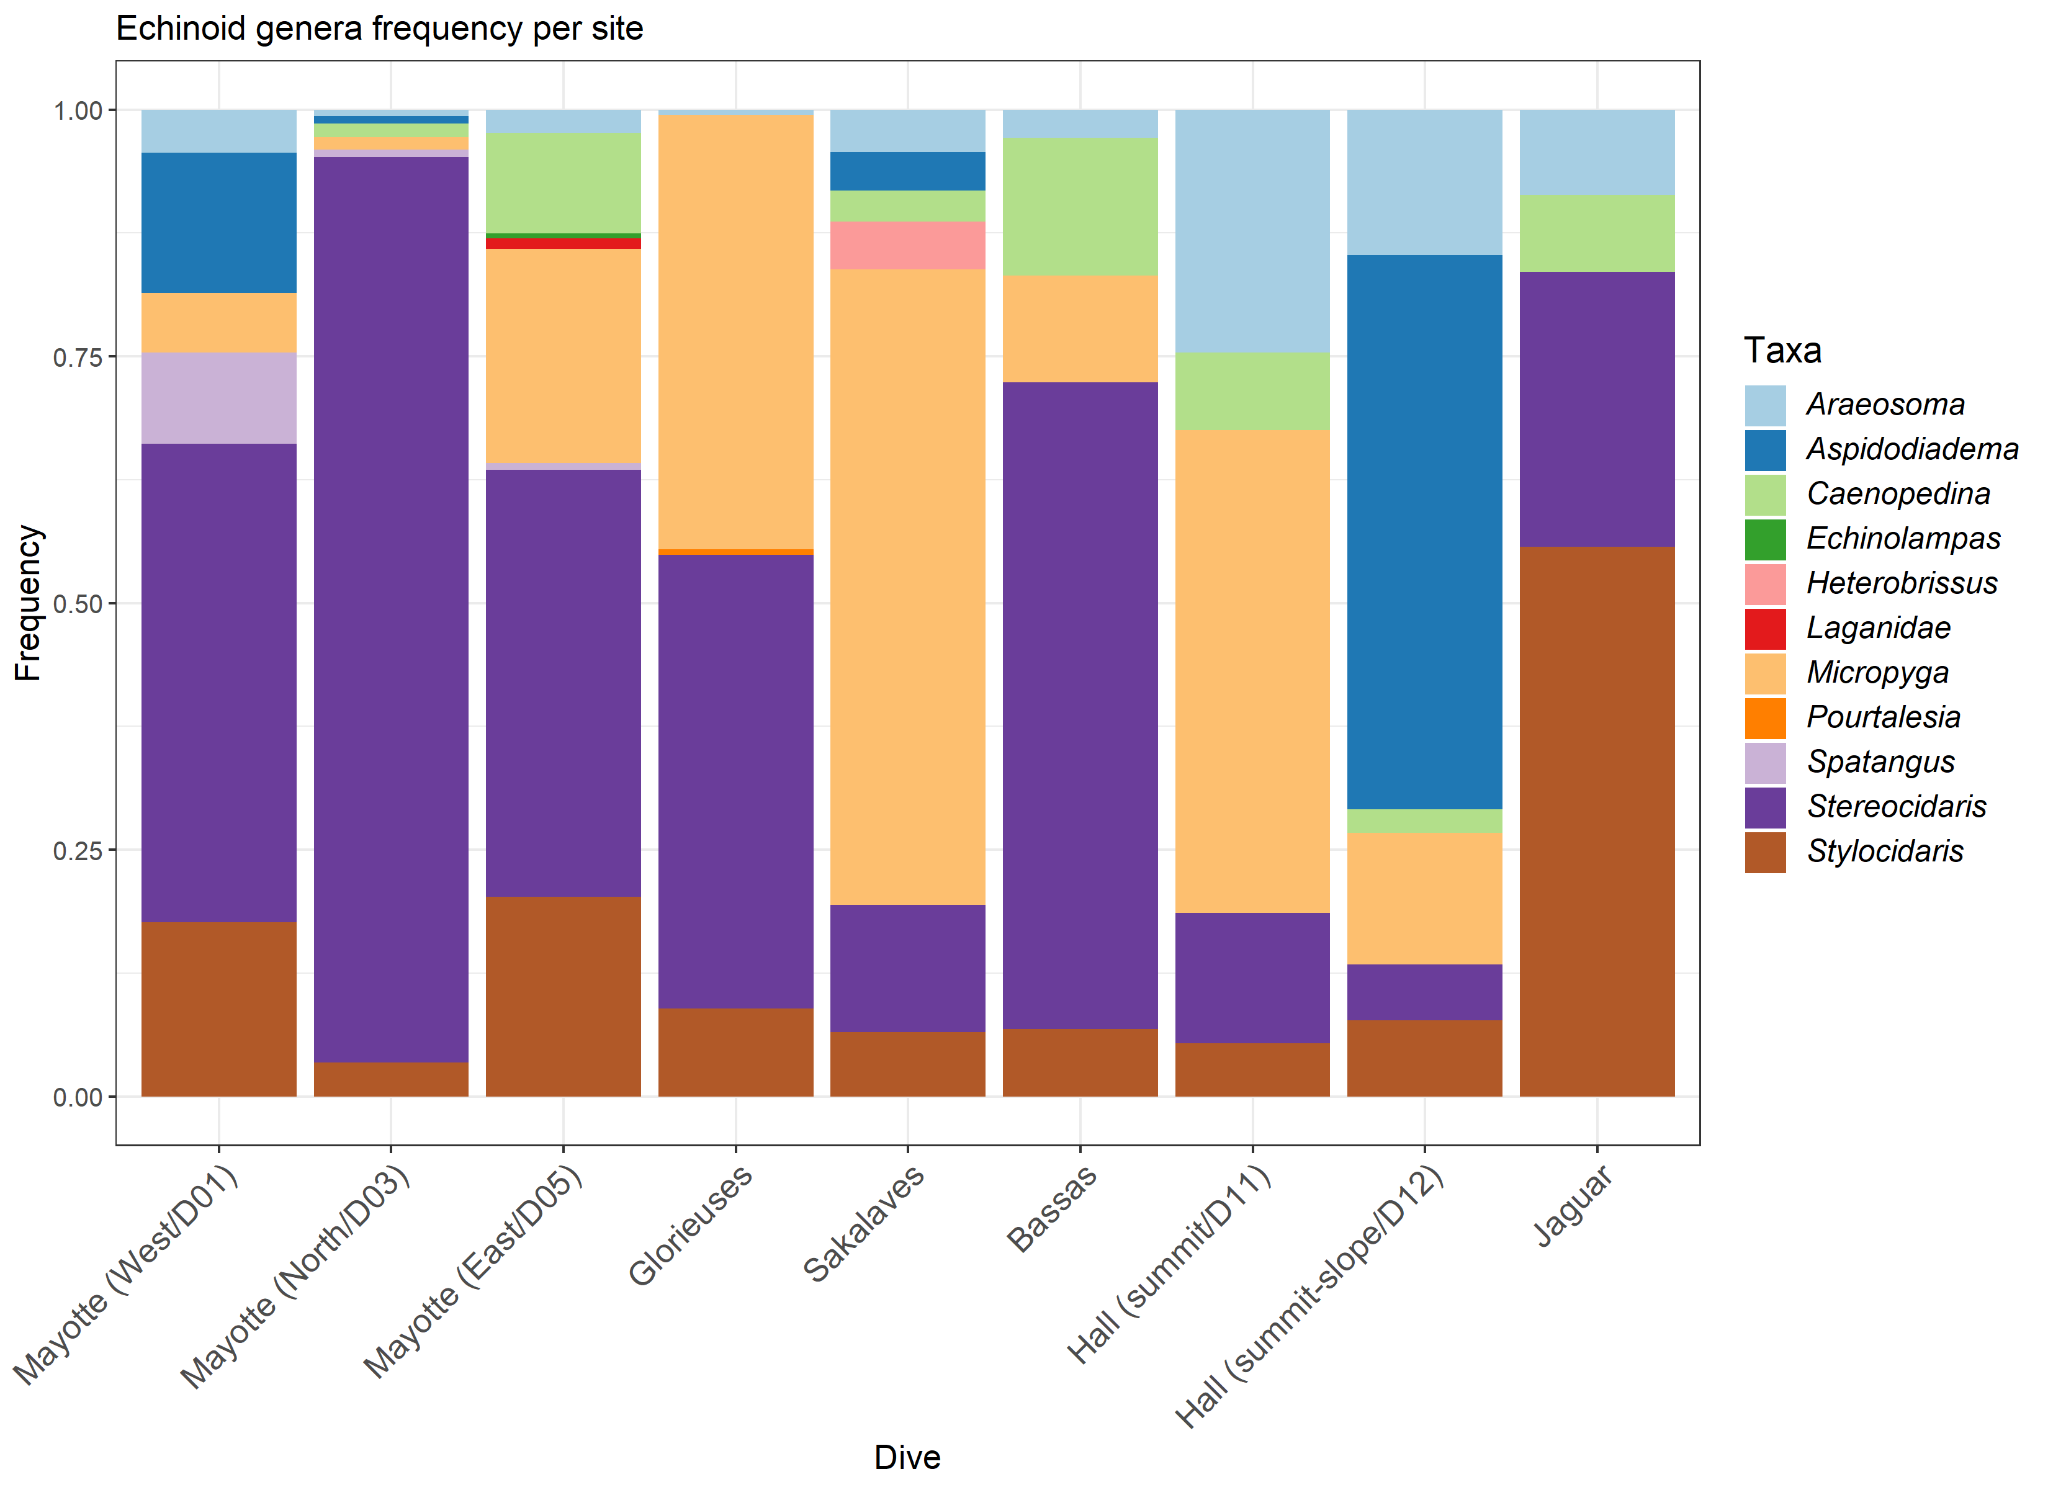 Echinoid genera frequency per site
1.00
0.75
0.50
0.25
0.00
Frequency
Mayotte (West/D01)
Mayotte (North/D03)
Mayotte (East/D05)
Glorieuses
Sakalaves
Bassas
Hall (summit/D11)
Hall (summit-slope/D12)
Jaguar
Dive
Taxa
Araeosoma
Aspidodiadema
Caenopedina
Echinolampas
Heterobrissus
Laganidae
Micropyga
Pourtalesia
Spatangus
Stereocidaris
Stylocidaris